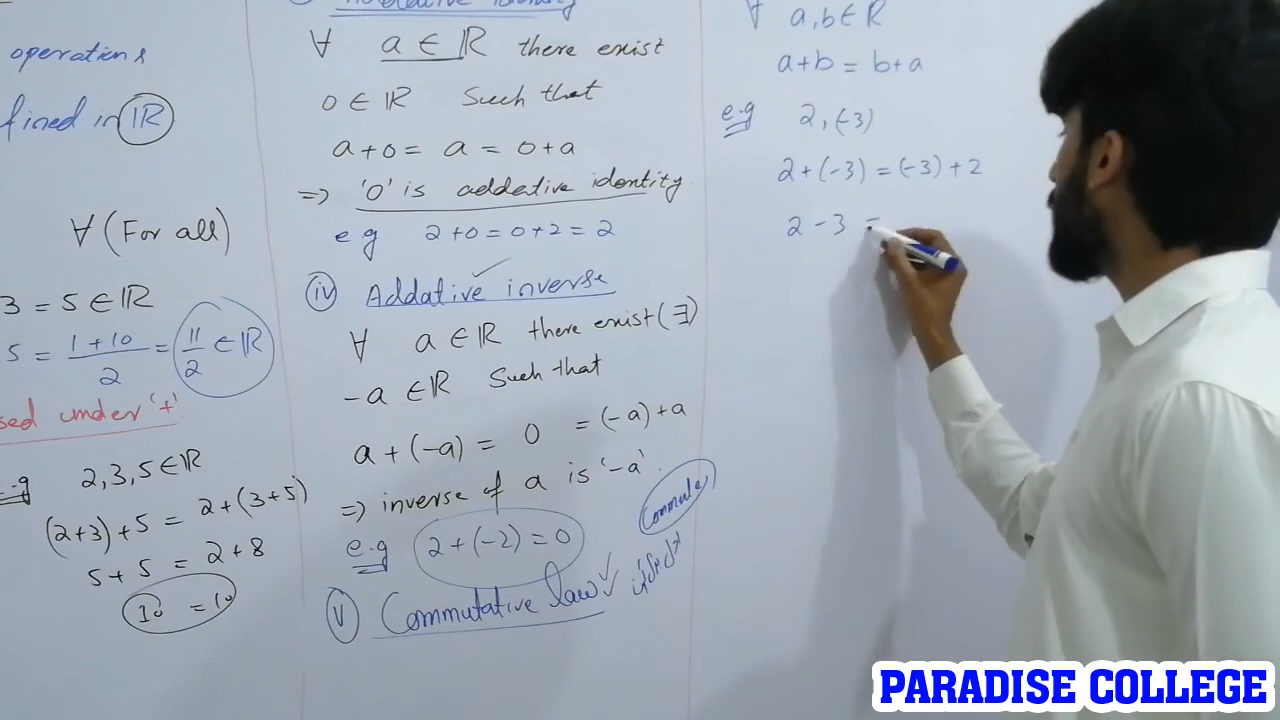 operations
fined in ℝ
∀ (For all)
3 = 5 ∈ ℝ
5 = (1+10)/2 = 11/2 ∈ ℝ
sed under '+'
e.g 2,3,5 ∈ ℝ
(2+3)+5 = 2+(3+5)
5+5 = 2+8
10 = 10
∀ a ∈ ℝ there exist
0 ∈ ℝ Such that
a+0 = a = 0+a
⇒ '0' is addative identity
eg 2+0=0+2=2
iv Addative inverse
∀ a ∈ ℝ there exist (∃)
-a ∈ ℝ Such that
a+(-a) = 0 = (-a)+a
⇒ inverse of a is '-a'.
e.g 2+(-2)=0
v Commutative law
Commute
∀ a,b ∈ R
a+b = b+a
e.g 2,(-3)
2+(-3) = (-3)+2
2-3 =
PARADISE COLLEGE